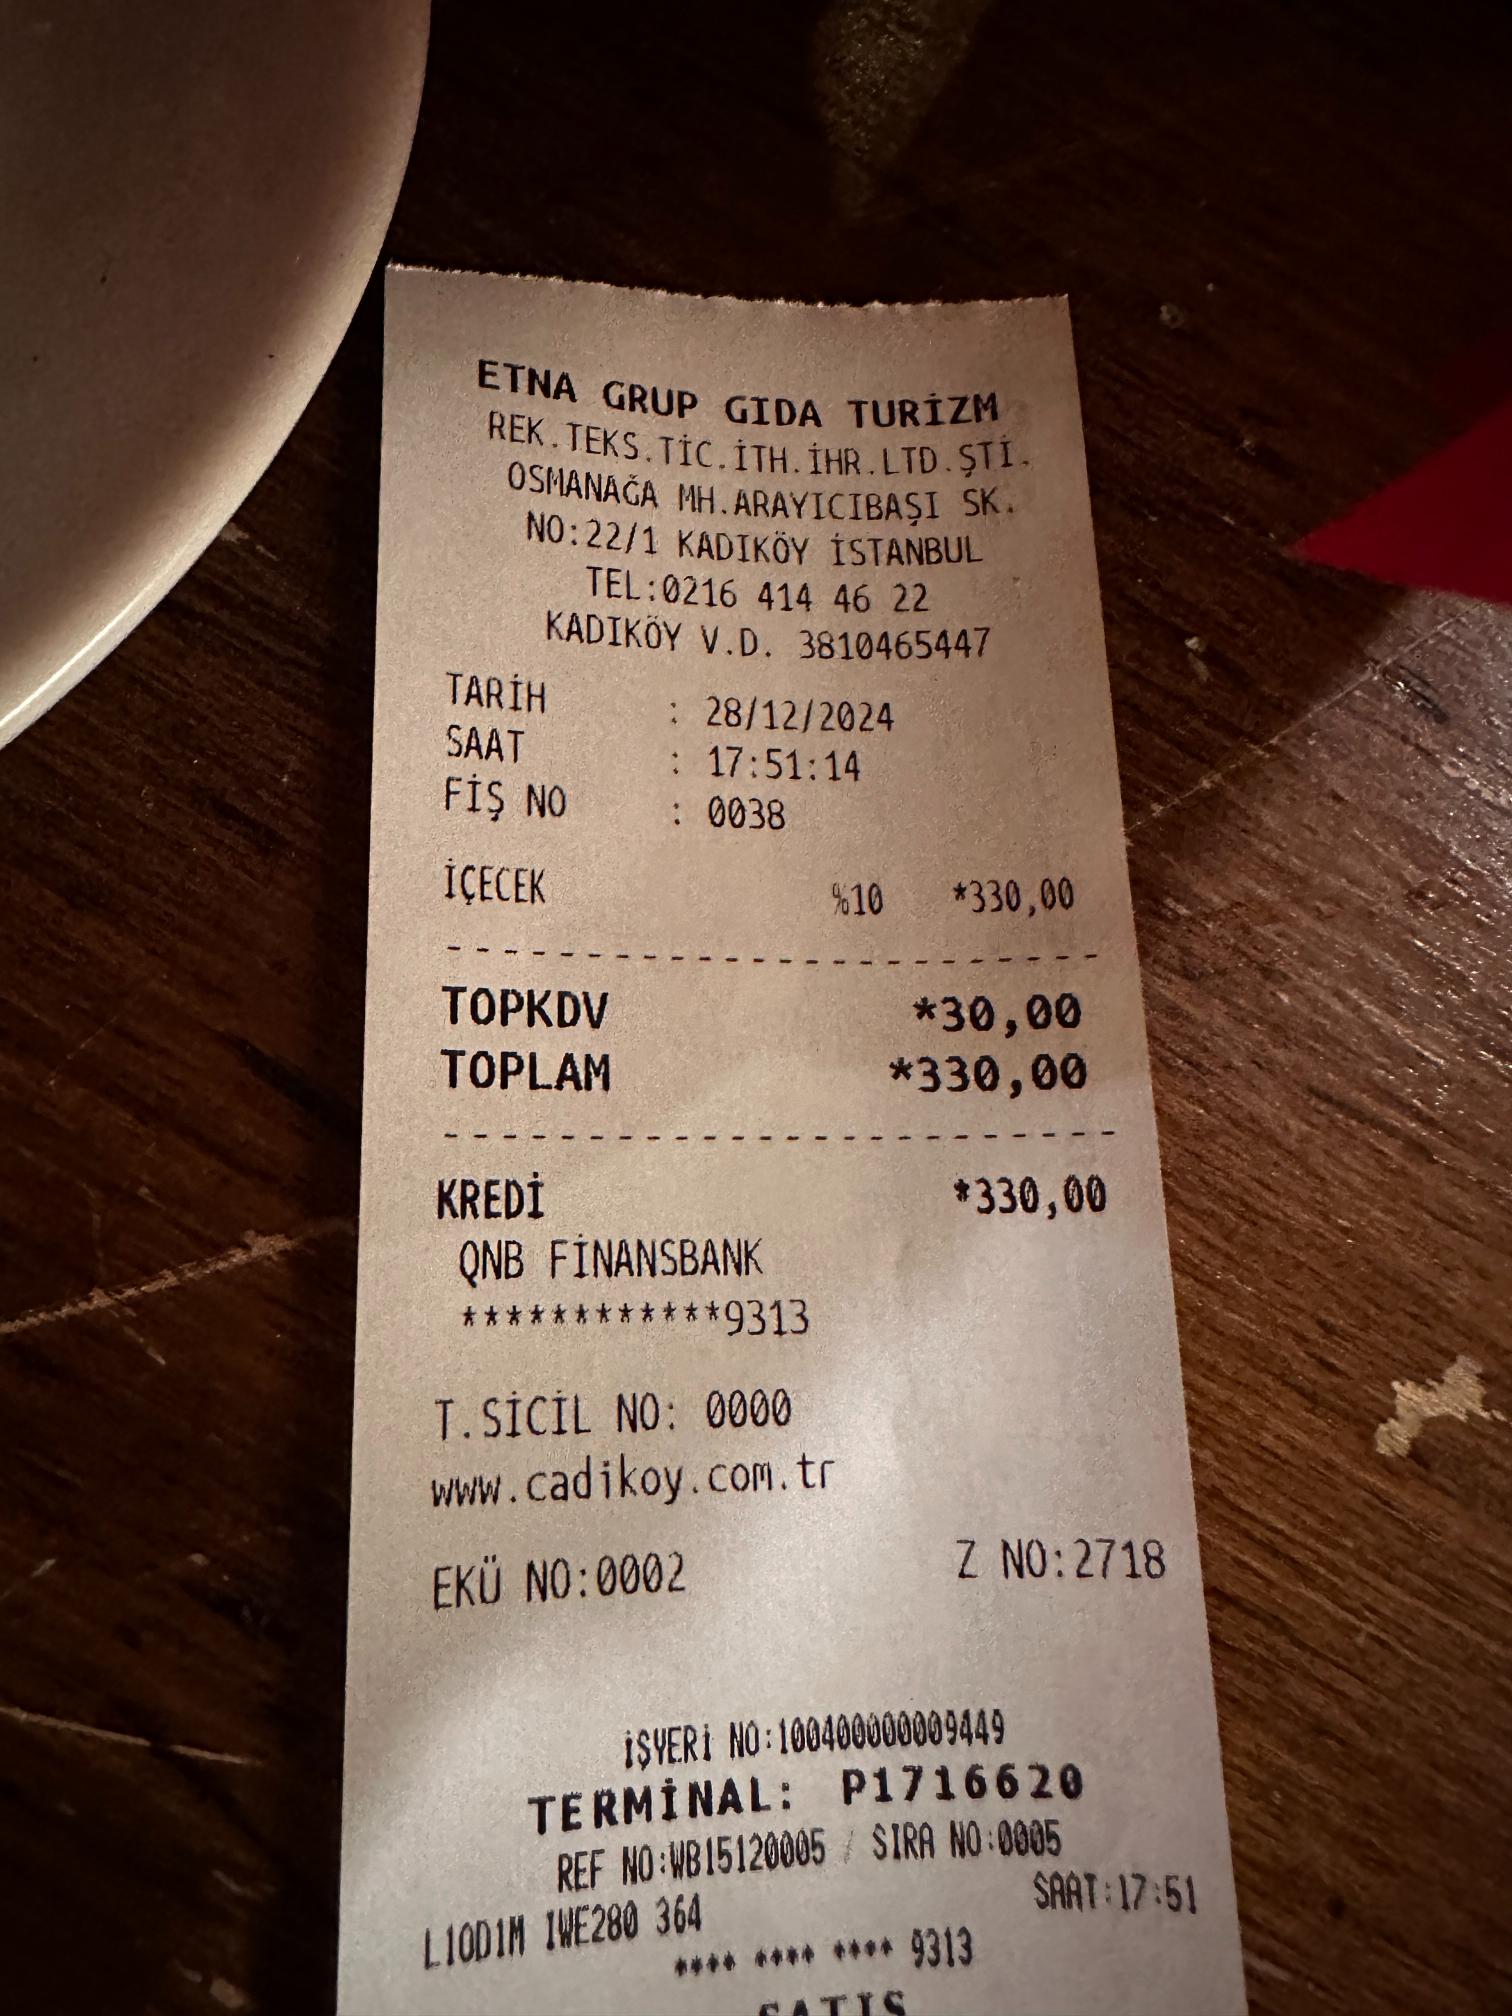 ETNA GRUP GIDA TURİZM
REK.TEKS.TİC.İTH.İHR.LTD.ŞTİ.
OSMANAĞA MH.ARAYICIBAŞI SK.
NO:22/1 KADIKÖY İSTANBUL
TEL:0216 414 46 22
KADIKÖY V.D. 3810465447
TARİH : 28/12/2024
SAAT : 17:51:14
FİŞ NO : 0038
İÇECEK %10 *330,00
TOPKDV *30,00
TOPLAM *330,00
KREDİ *330,00
QNB FİNANSBANK
************9313
T.SİCİL NO: 0000
www.cadikoy.com.tr
EKÜ NO:0002 Z NO:2718
İŞYERİ NO:100400000009449
TERMİNAL: P1716620
REF NO:WB15120005 / SIRA NO:0005
SAAT:17:51
L10D1M IWE280 364
**** **** **** 9313
SATIŞ